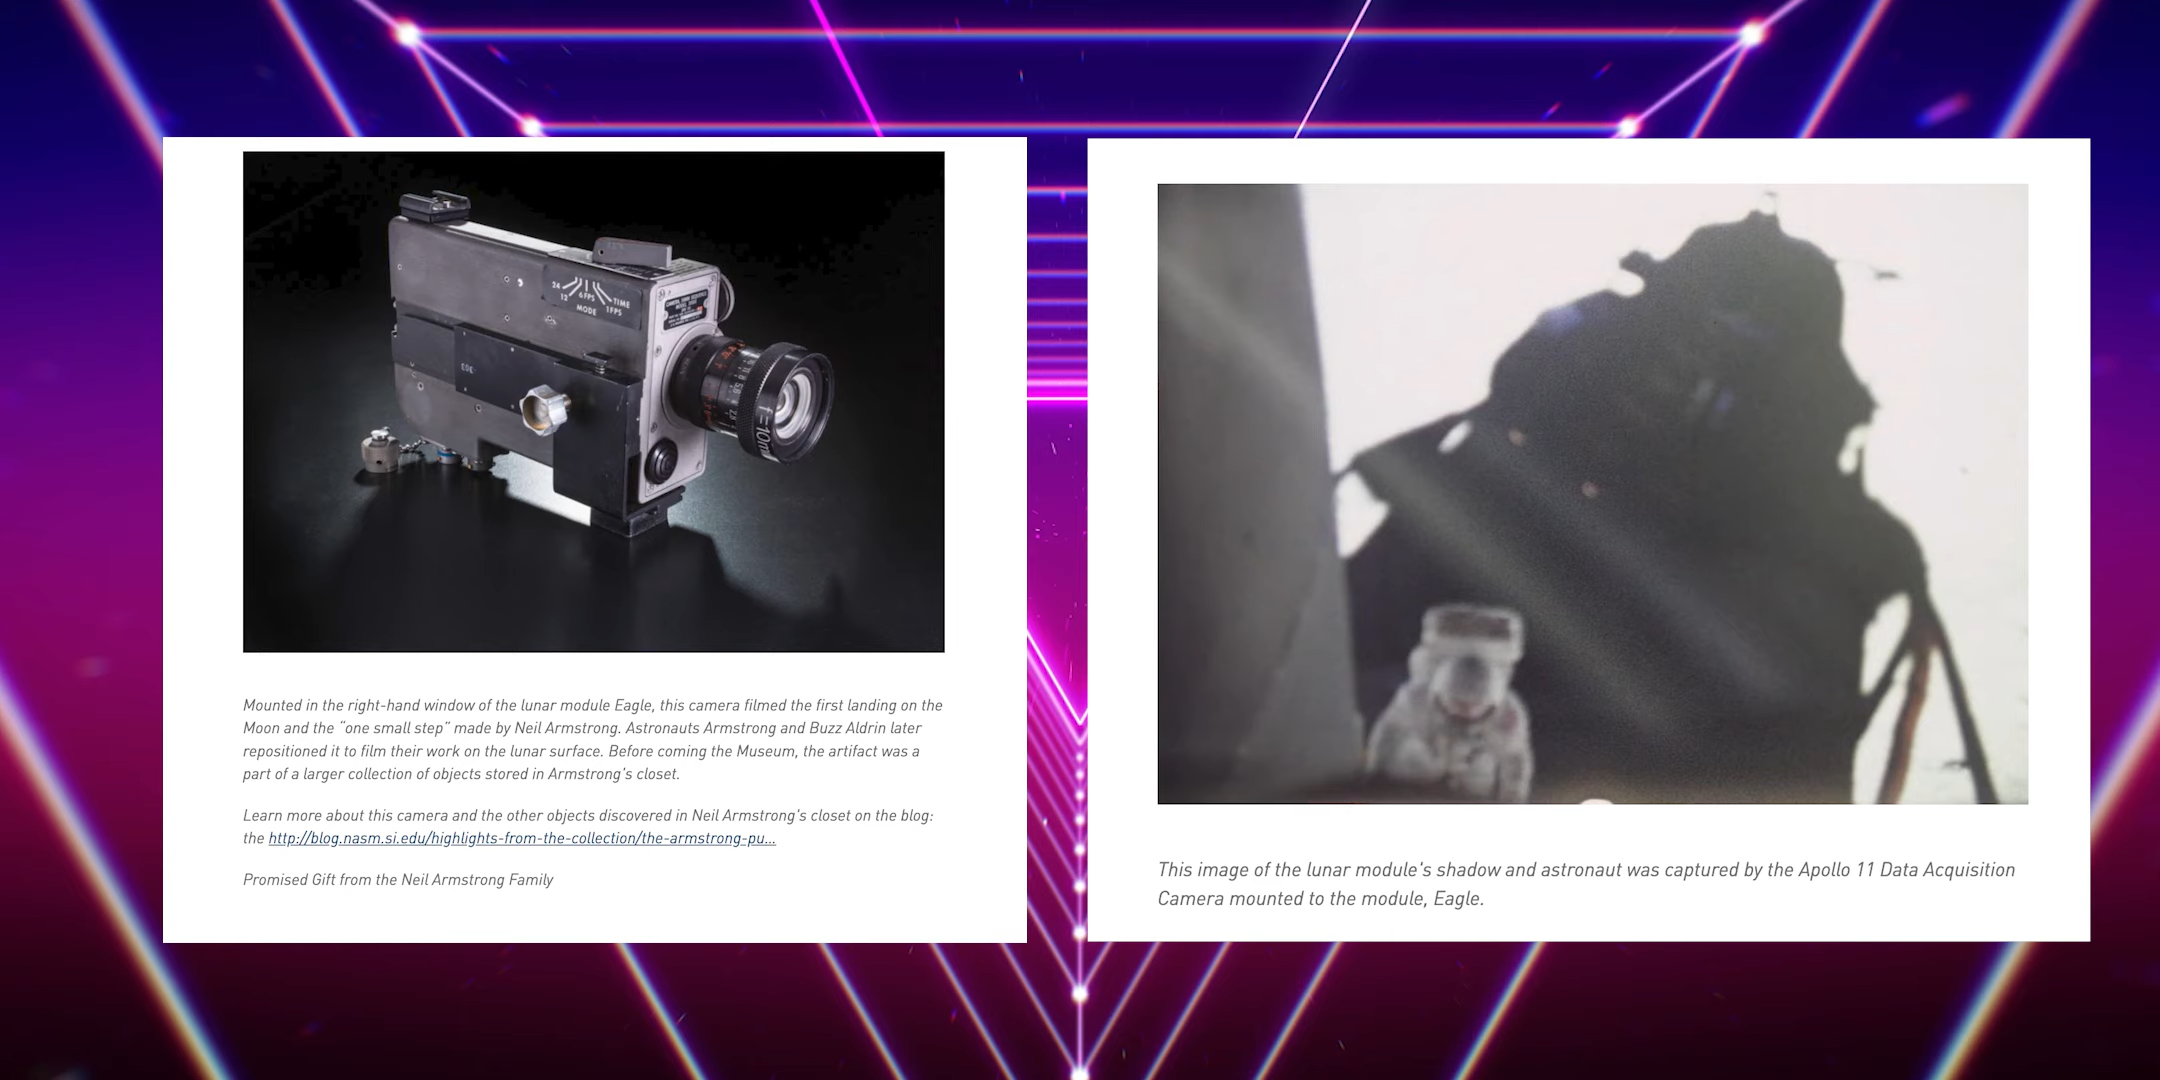 24
12
6FPS
TIME
1FPS
MODE
303
f=10mm
Mounted in the right-hand window of the lunar module Eagle, this camera filmed the first landing on the
Moon and the “one small step” made by Neil Armstrong. Astronauts Armstrong and Buzz Aldrin later
repositioned it to film their work on the lunar surface. Before coming the Museum, the artifact was a
part of a larger collection of objects stored in Armstrong's closet.
Learn more about this camera and the other objects discovered in Neil Armstrong's closet on the blog:
the http://blog.nasm.si.edu/highlights-from-the-collection/the-armstrong-pu...
Promised Gift from the Neil Armstrong Family
This image of the lunar module's shadow and astronaut was captured by the Apollo 11 Data Acquisition
Camera mounted to the module, Eagle.